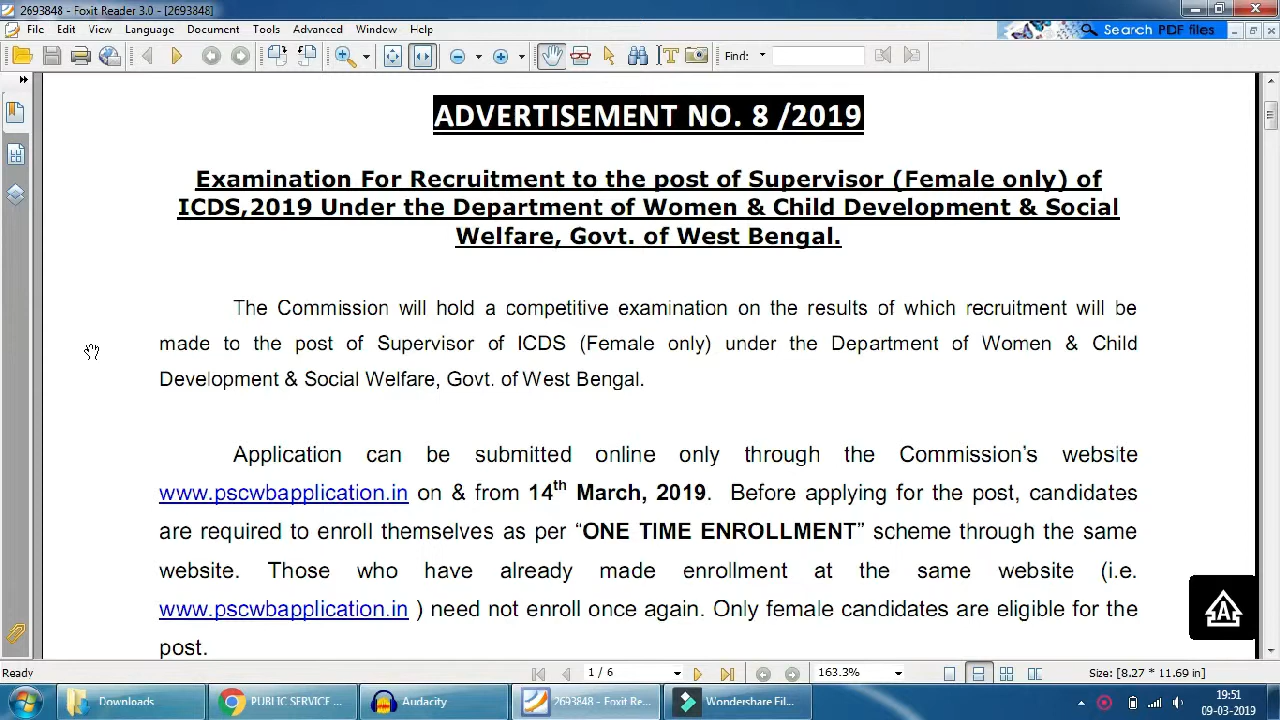 2693848 - Foxit Reader 3.0 - [2693848]
File Edit View Language Document Tools Advanced Window Help
Search PDF files
Find:
ADVERTISEMENT NO. 8 /2019
Examination For Recruitment to the post of Supervisor (Female only) of
ICDS,2019 Under the Department of Women & Child Development & Social
Welfare, Govt. of West Bengal.
The Commission will hold a competitive examination on the results of which recruitment will be
made to the post of Supervisor of ICDS (Female only) under the Department of Women & Child
Development & Social Welfare, Govt. of West Bengal.
Application can be submitted online only through the Commission's website
www.pscwbapplication.in on & from 14th March, 2019. Before applying for the post, candidates
are required to enroll themselves as per “ONE TIME ENROLLMENT” scheme through the same
website. Those who have already made enrollment at the same website (i.e.
www.pscwbapplication.in ) need not enroll once again. Only female candidates are eligible for the
post.
Ready
1 / 6
163.3%
Size: [8.27 * 11.69 in]
Downloads
PUBLIC SERVICE ...
Audacity
2693848 - Foxit Re...
Wondershare Fil...
19:51
09-03-2019